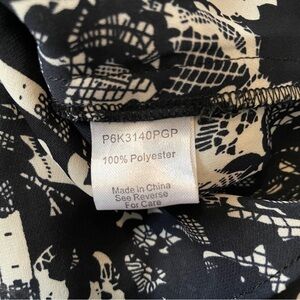 P6K3140PGP
100% Polyester
Made in China
See Reverse
For Care